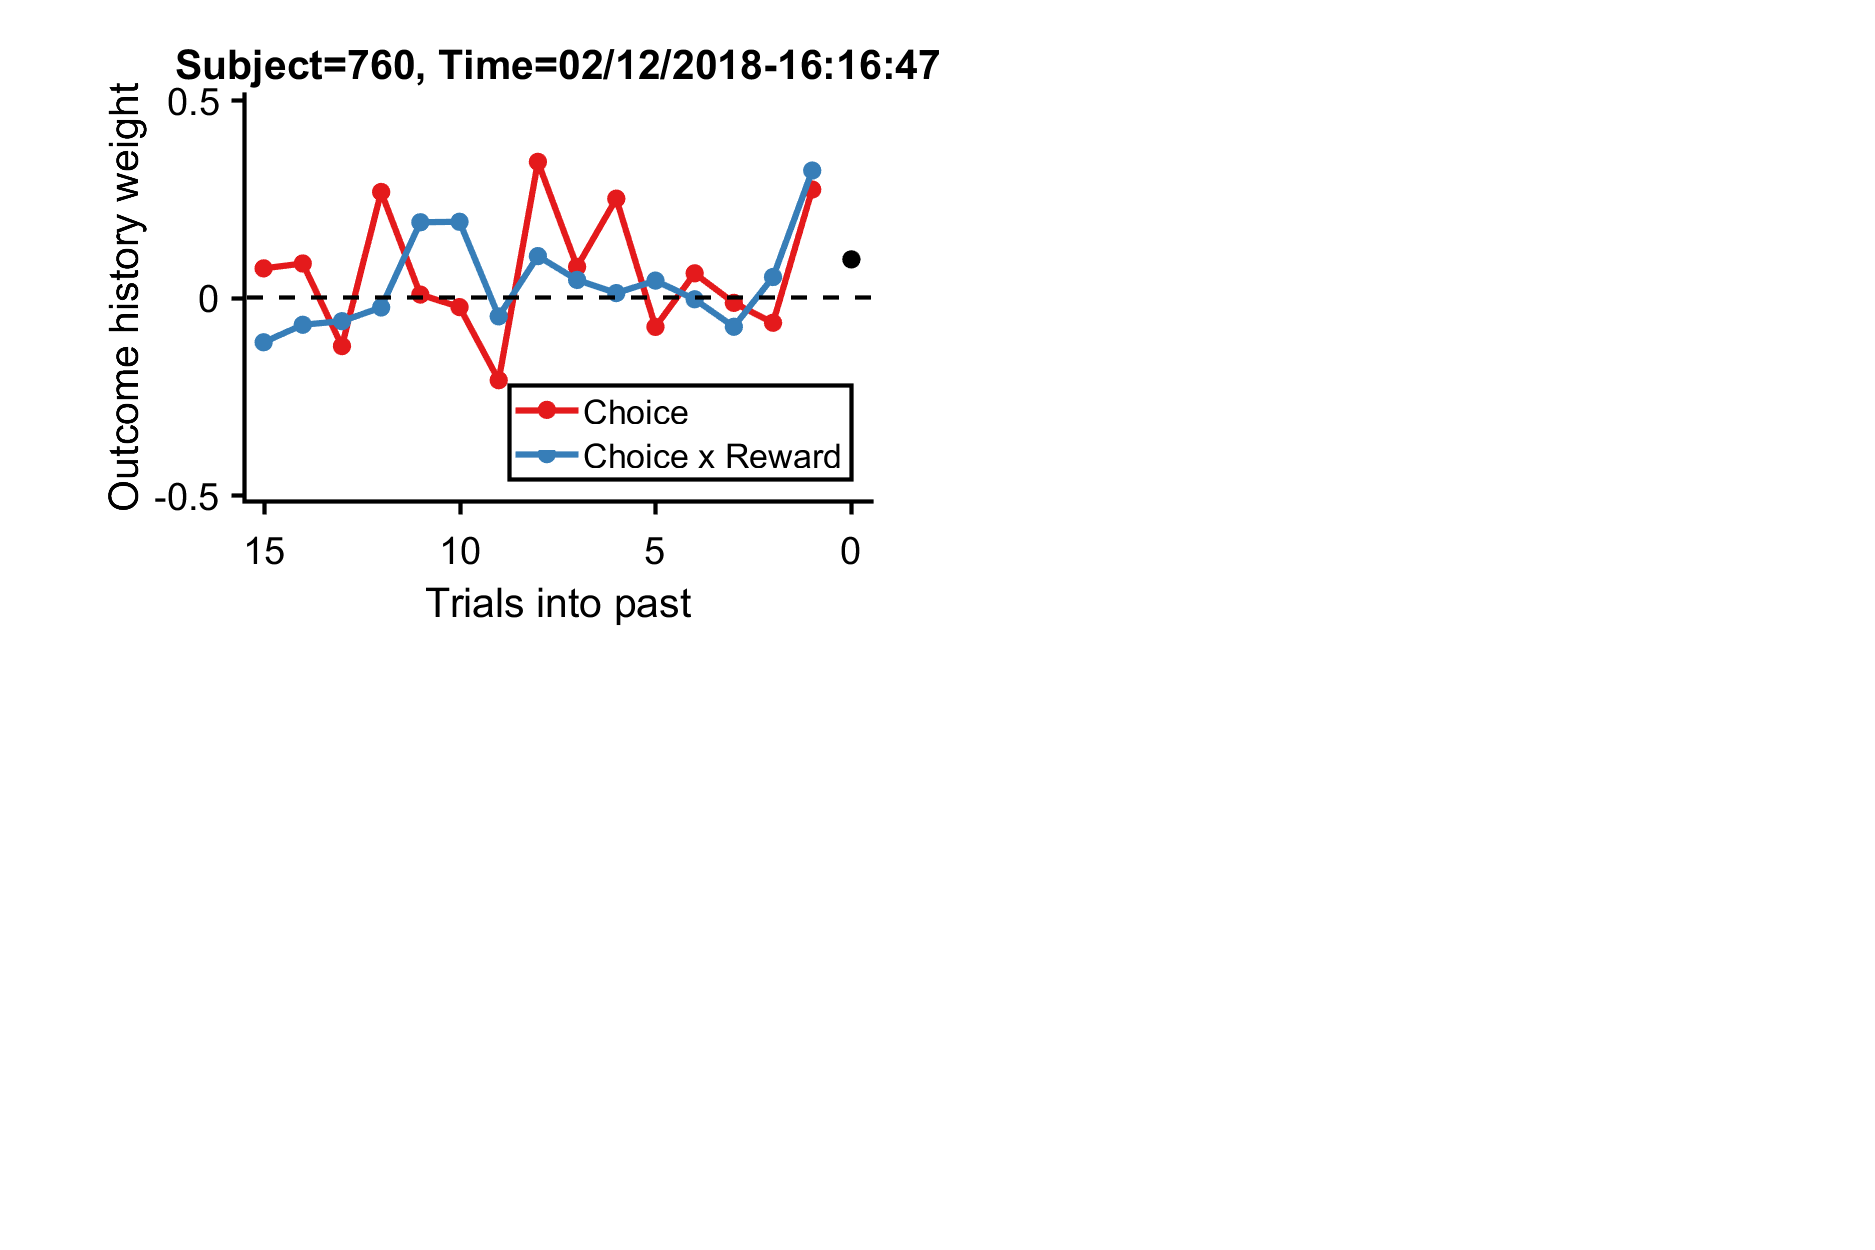 Subject=760, Time=02/12/2018-16:16:47
Outcome history weight
0.5
0
-0.5
Choice
Choice x Reward
15 10 5 0
Trials into past